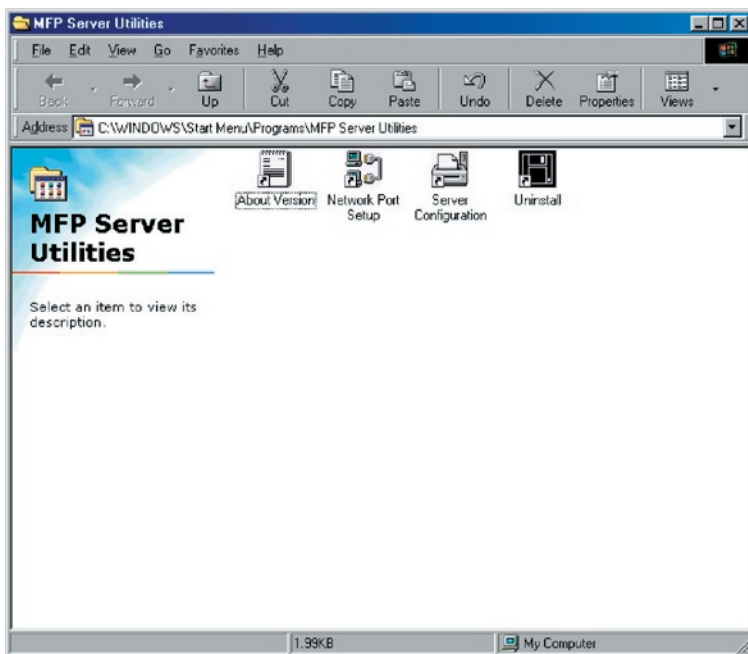 MFP Server Utilities
File Edit View Go Favorites Help
Back Forward Up Cut Copy Paste Undo Delete Properties Views
Address C:\WINDOWS\Start Menu\Programs\MFP Server Utilities
MFP Server
Utilities
Select an item to view its
description.
About Version
Network Port
Setup
Server
Configuration
Uninstall
1.99KB My Computer